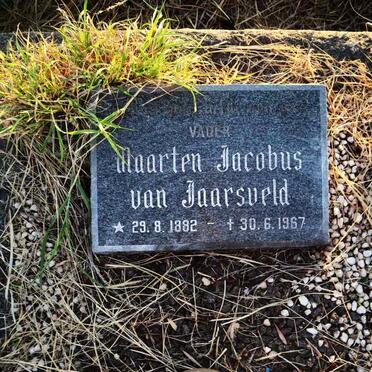 VADER
Maarten Jacobus
van Jaarsveld
★ 29. 8. 1882 – † 30. 6. 1967